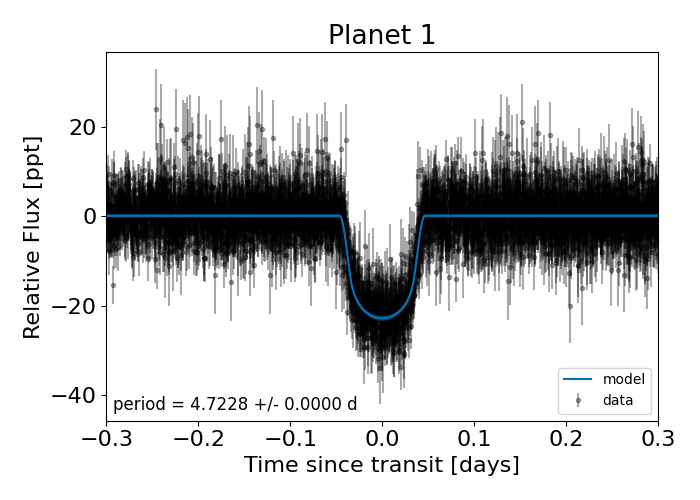 Planet 1
Relative Flux [ppt]
20
0
−20
−40
period = 4.7228 +/- 0.0000 d
model
data
−0.3 −0.2 −0.1 0.0 0.1 0.2 0.3
Time since transit [days]